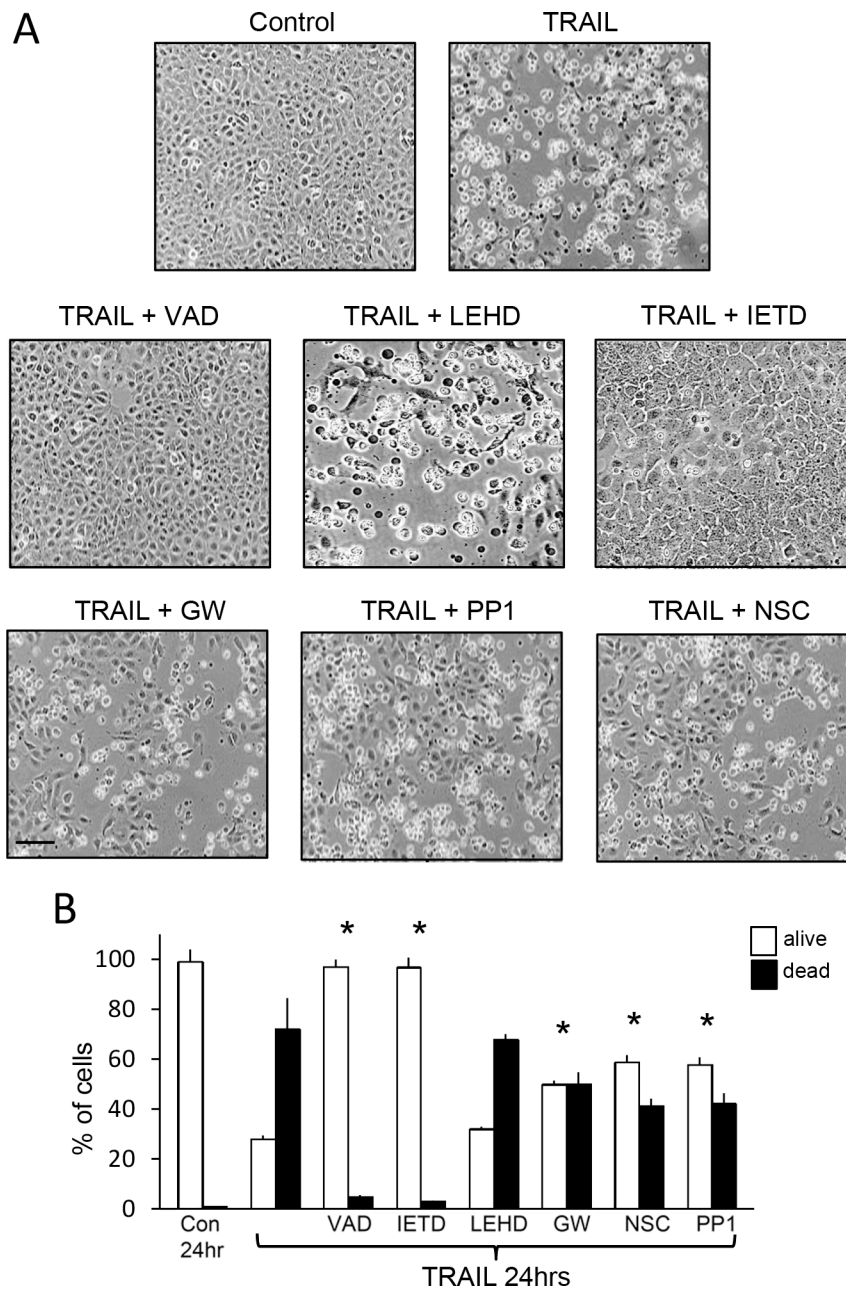 A
Control TRAIL
TRAIL + VAD TRAIL + LEHD TRAIL + IETD
TRAIL + GW TRAIL + PP1 TRAIL + NSC
B
* * * * *
alive
dead
% of cells
100
80
60
40
20
0
Con VAD IETD LEHD GW NSC PP1
24hr
TRAIL 24hrs